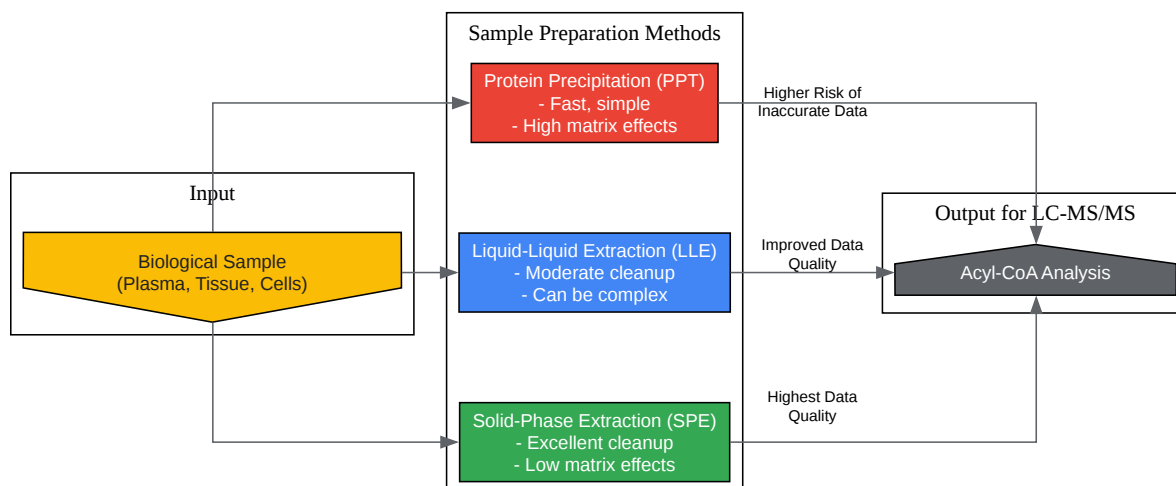 Sample Preparation Methods
Protein Precipitation (PPT)
- Fast, simple
- High matrix effects
Higher Risk of
Inaccurate Data
Input
Biological Sample
(Plasma, Tissue, Cells)
Liquid-Liquid Extraction (LLE)
- Moderate cleanup
- Can be complex
Improved Data
Quality
Output for LC-MS/MS
Acyl-CoA Analysis
Solid-Phase Extraction (SPE)
- Excellent cleanup
- Low matrix effects
Highest Data
Quality